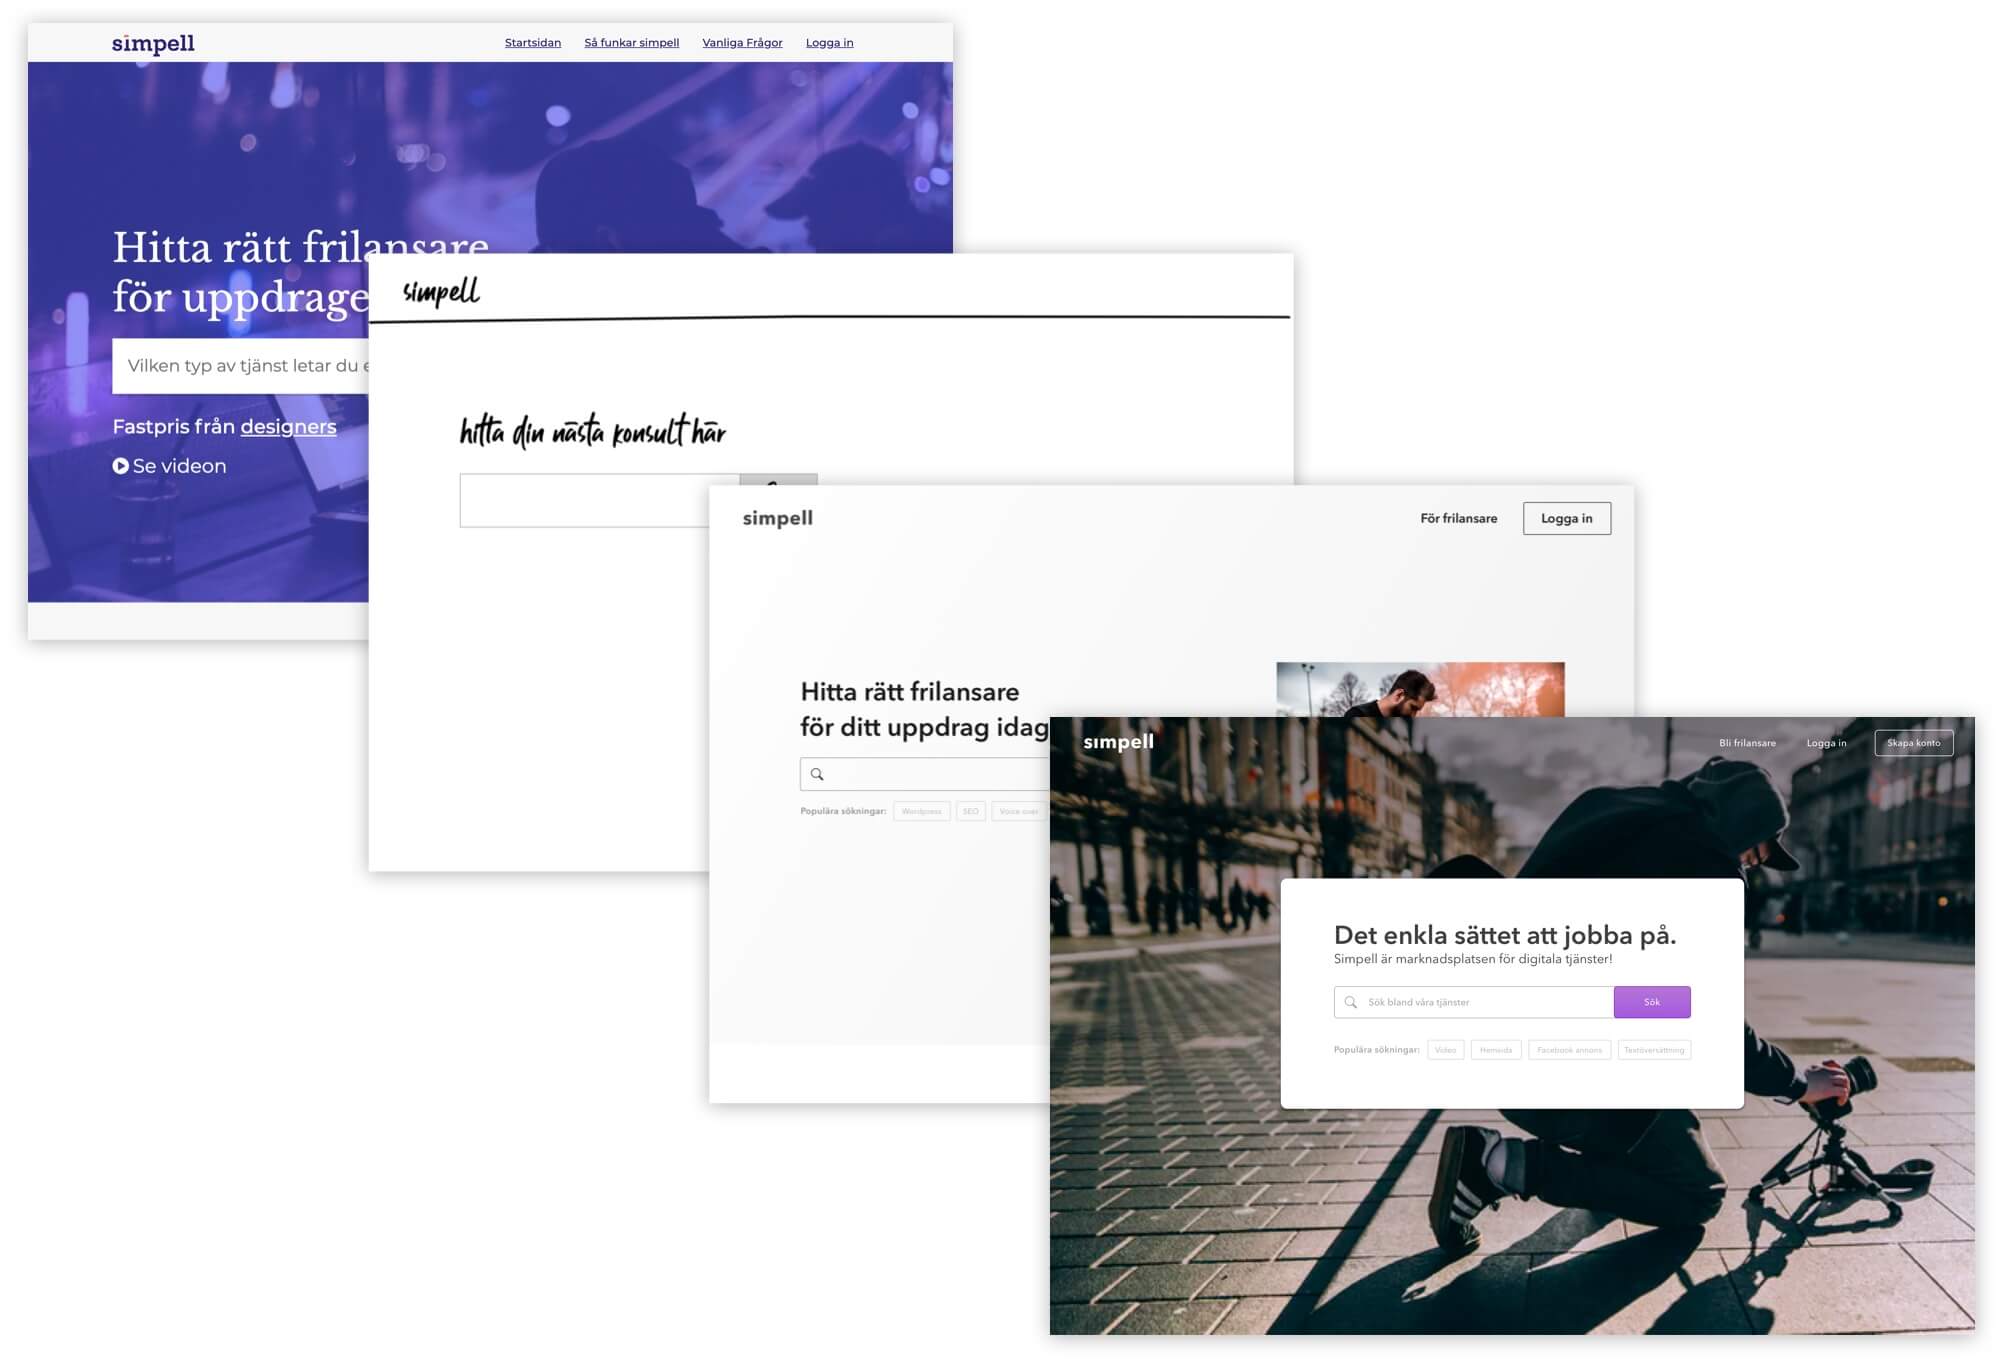 simpell
Startsidan Så funkar simpell Vanliga Frågor Logga in
Hitta rätt frilansare
för uppdrage
Vilken typ av tjänst letar du e
Fastpris från designers
Se videon
simpell
hitta din nästa konsult här
simpell
För frilansare Logga in
Hitta rätt frilansare
för ditt uppdrag idag
Populära sökningar: Wordpress SEO Voice over
simpell
Bli frilansare Logga in Skapa konto
Det enkla sättet att jobba på.
Simpell är marknadsplatsen för digitala tjänster!
Sök bland våra tjänster Sök
Populära sökningar: Video Hemsida Facebook annons Textöversättning